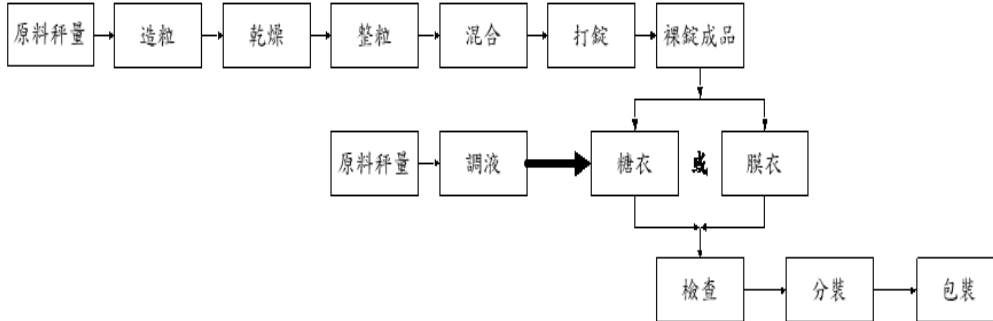 原料秤量 造粒 乾燥 整粒 混合 打錠 裸錠成品
原料秤量 調液 糖衣 或 膜衣
檢查 分裝 包裝